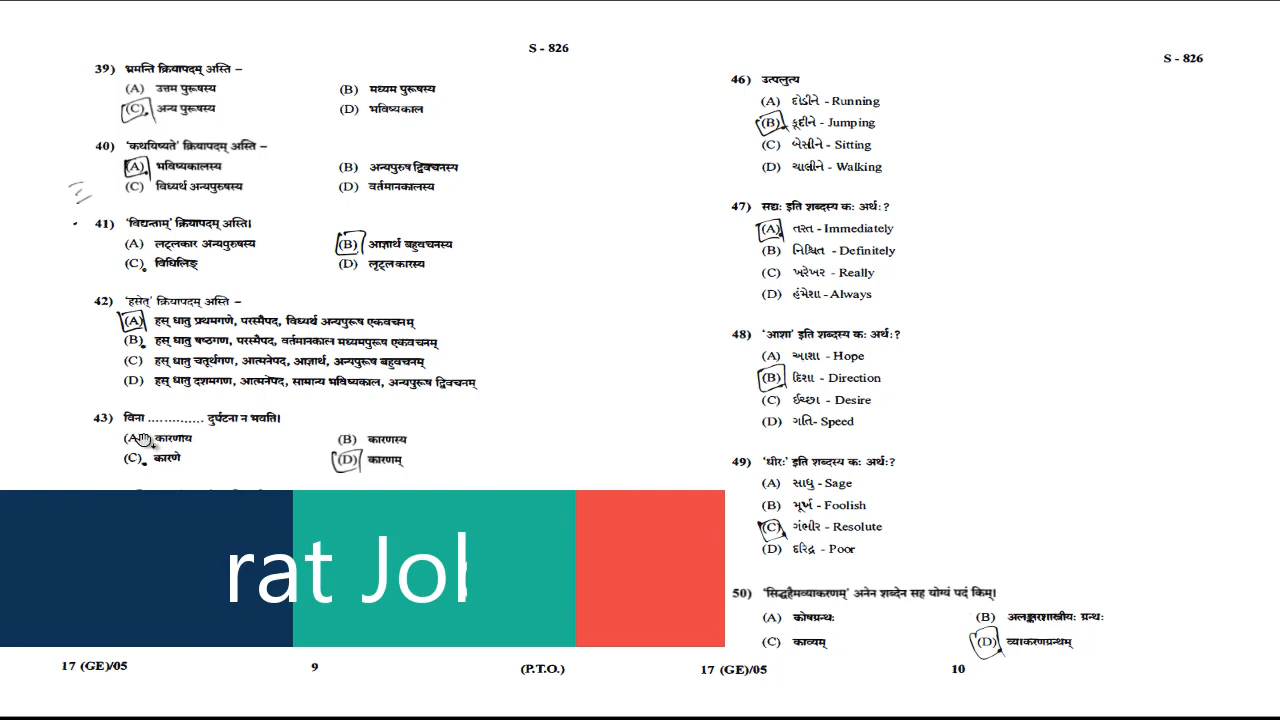 S - 826
39) भ्रमन्ति क्रियापदम् अस्ति –
(A) उत्तम पुरूषस्य (B) मध्यम पुरूषस्य
(C) अन्य पुरूषस्य (D) भविष्यकाल
40) 'कथयिष्यते' क्रियापदम् अस्ति –
(A) भविष्यकालस्य (B) अन्यपुरुष द्विवचनस्य
(C) विध्यर्थ अन्यपुरुषस्य (D) वर्तमानकालस्य
41) 'विद्यन्ताम्' क्रियापदम् अस्ति।
(A) लट्लकार अन्यपुरुषस्य (B) आज्ञार्थ बहुवचनस्य
(C) विधिलिङ् (D) लृट्लकारस्य
42) 'हसेत्' क्रियापदम् अस्ति –
(A) हस् धातु प्रथमगणे, परस्मैपद, विध्यर्थ अन्यपुरूष एकवचनम्
(B) हस् धातु षष्ठगण, परस्मैपद, वर्तमानकाल मध्यमपुरूष एकवचनम्
(C) हस् धातु चतुर्थगण, आत्मनेपद, आज्ञार्थ, अन्यपुरूष बहुवचनम्
(D) हस् धातु दशमगण, आत्मनेपद, सामान्य भविष्यकाल, अन्यपुरूष द्विवचनम्
43) विना .............. दुर्घटना न भवति।
(A) कारणाय (B) कारणस्य
(C) कारणे (D) कारणम्
rat Jol
17 (GE)/05 9 (P.T.O.)
S - 826
46) उत्पलुत्य
(A) દોડીને - Running
(B) કૂદીને - Jumping
(C) બેસીને - Sitting
(D) ચાલીને - Walking
47) सद्यः इति शब्दस्य कः अर्थः?
(A) તરત - Immediately
(B) નિશ્ચિત - Definitely
(C) ખરેખર - Really
(D) હંમેશા - Always
48) 'आशा' इति शब्दस्य कः अर्थः?
(A) આશા - Hope
(B) દિશા - Direction
(C) ઈચ્છા - Desire
(D) ગતિ- Speed
49) 'धीरः' इति शब्दस्य कः अर्थः?
(A) સાધુ - Sage
(B) મૂર્ખ - Foolish
(C) ગંભીર - Resolute
(D) દરિદ્ર - Poor
50) 'सिद्धहैमव्याकरणम्' अनेन शब्देन सह योग्यं पदं किम्।
(A) कोषग्रन्थः (B) अलङ्कारशास्त्रीयः ग्रन्थः
(C) काव्यम् (D) व्याकरणग्रन्थम्
17 (GE)/05 10